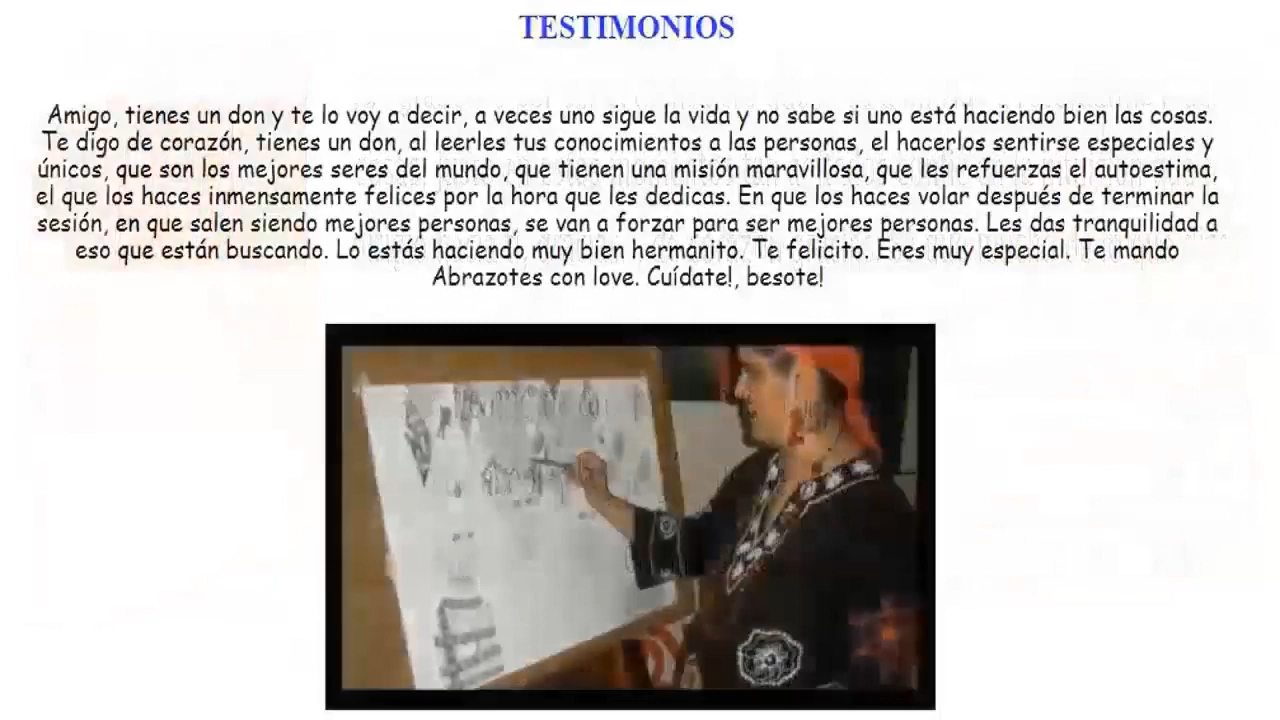 TESTIMONIOS
Amigo, tienes un don y te lo voy a decir, a veces uno sigue la vida y no sabe si uno está haciendo bien las cosas.
Te digo de corazón, tienes un don, al leerles tus conocimientos a las personas, el hacerlos sentirse especiales y
únicos, que son los mejores seres del mundo, que tienen una misión maravillosa, que les refuerzas el autoestima,
el que los haces inmensamente felices por la hora que les dedicas. En que los haces volar después de terminar la
sesión, en que salen siendo mejores personas, se van a forzar para ser mejores personas. Les das tranquilidad a
eso que están buscando. Lo estás haciendo muy bien hermanito. Te felicito. Eres muy especial. Te mando
Abrazotes con love. Cuídate!, besote!